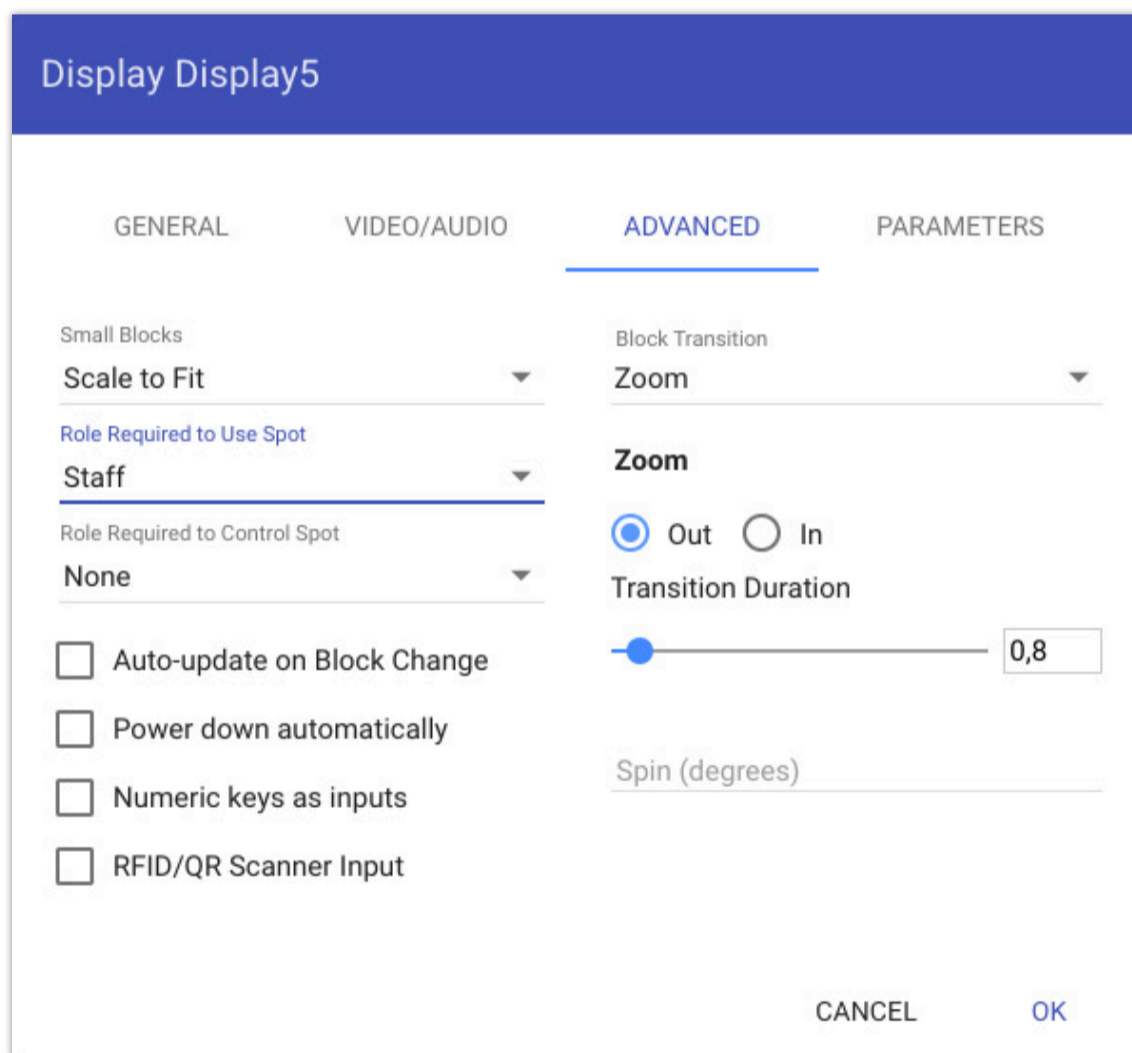 Display Display5
GENERAL VIDEO/AUDIO ADVANCED PARAMETERS
Small Blocks
Scale to Fit
Role Required to Use Spot
Staff
Role Required to Control Spot
None
Auto-update on Block Change
Power down automatically
Numeric keys as inputs
RFID/QR Scanner Input
Block Transition
Zoom
Zoom
Out In
Transition Duration
0,8
Spin (degrees)
CANCEL OK